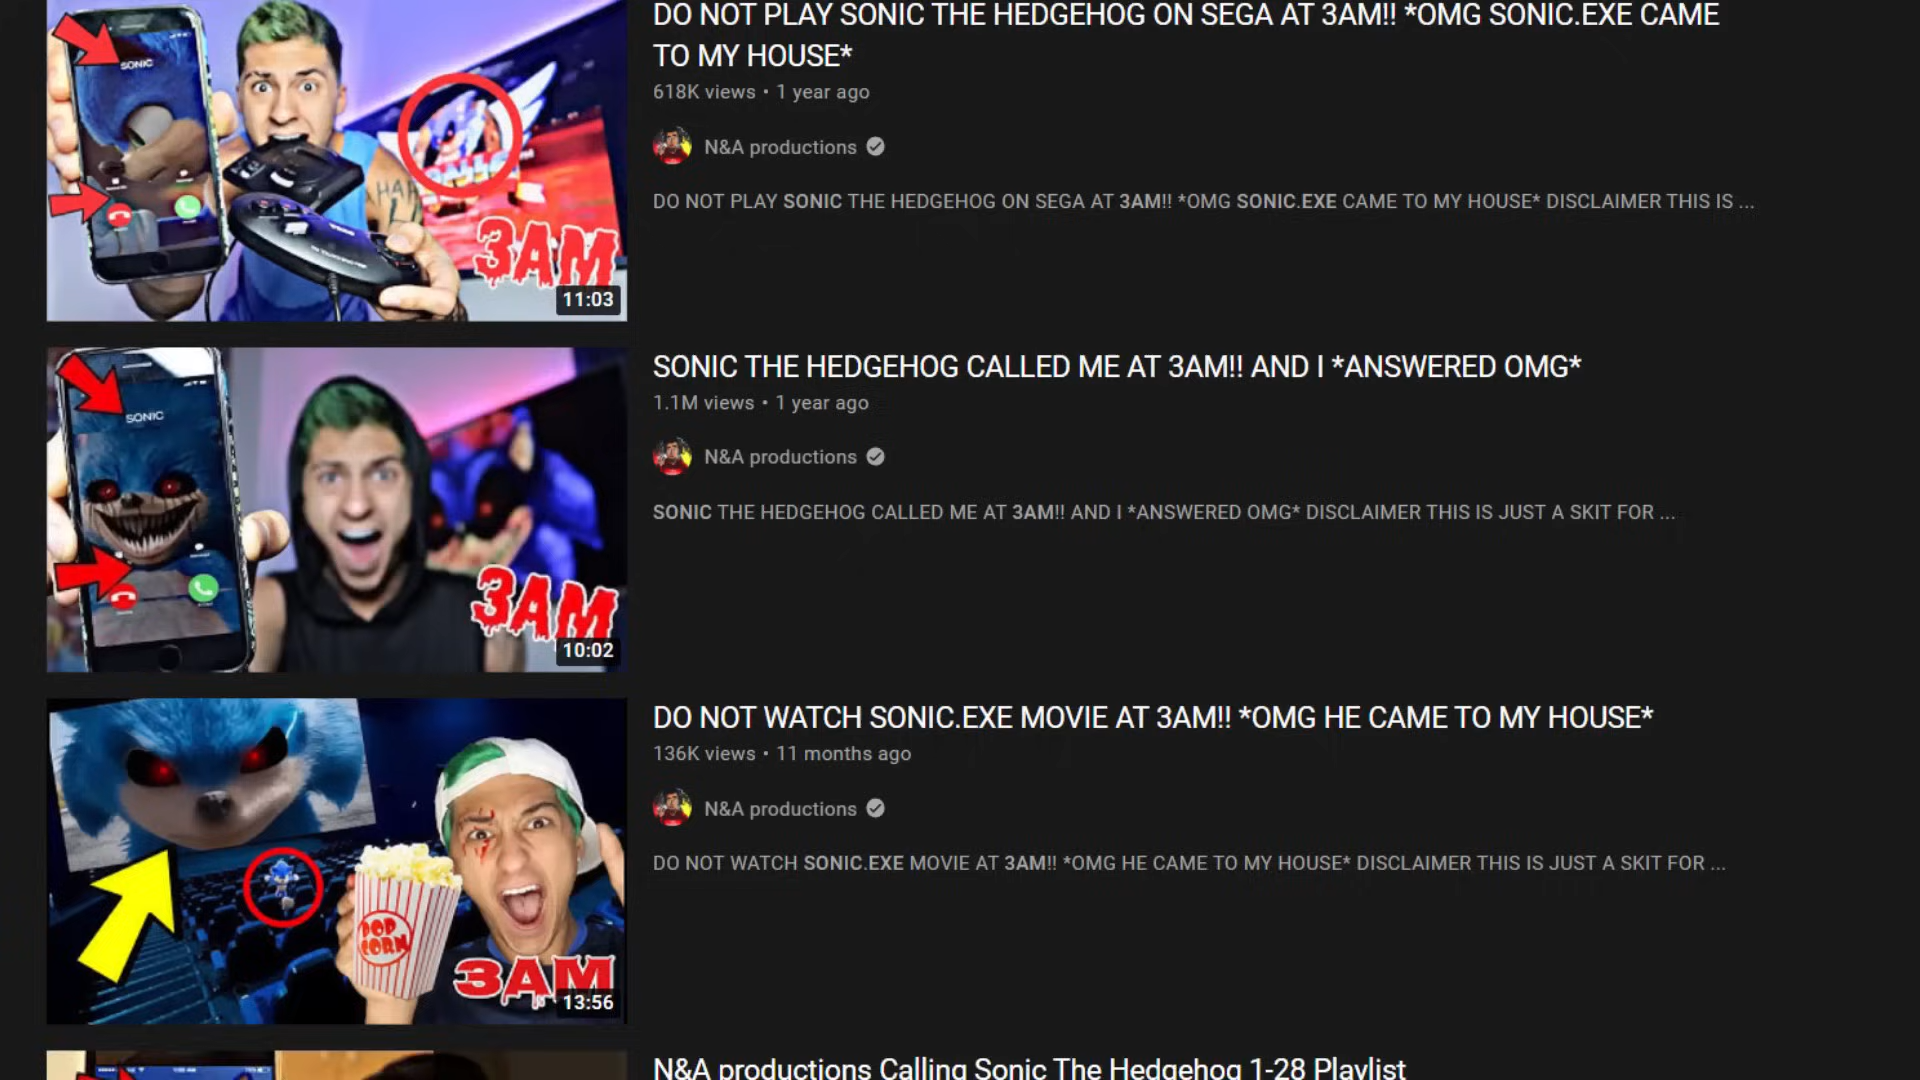 DO NOT PLAY SONIC THE HEDGEHOG ON SEGA AT 3AM!! *OMG SONIC.EXE CAME
TO MY HOUSE*
618K views • 1 year ago
N&A productions
DO NOT PLAY SONIC THE HEDGEHOG ON SEGA AT 3AM!! *OMG SONIC.EXE CAME TO MY HOUSE* DISCLAIMER THIS IS ...
SONIC
3AM
11:03
SONIC THE HEDGEHOG CALLED ME AT 3AM!! AND I *ANSWERED OMG*
1.1M views • 1 year ago
N&A productions
SONIC THE HEDGEHOG CALLED ME AT 3AM!! AND I *ANSWERED OMG* DISCLAIMER THIS IS JUST A SKIT FOR ...
SONIC
3AM
10:02
DO NOT WATCH SONIC.EXE MOVIE AT 3AM!! *OMG HE CAME TO MY HOUSE*
136K views • 11 months ago
N&A productions
DO NOT WATCH SONIC.EXE MOVIE AT 3AM!! *OMG HE CAME TO MY HOUSE* DISCLAIMER THIS IS JUST A SKIT FOR ...
POP
CORN
3AM
13:56
N&A productions Calling Sonic The Hedgehog 1-28 Playlist